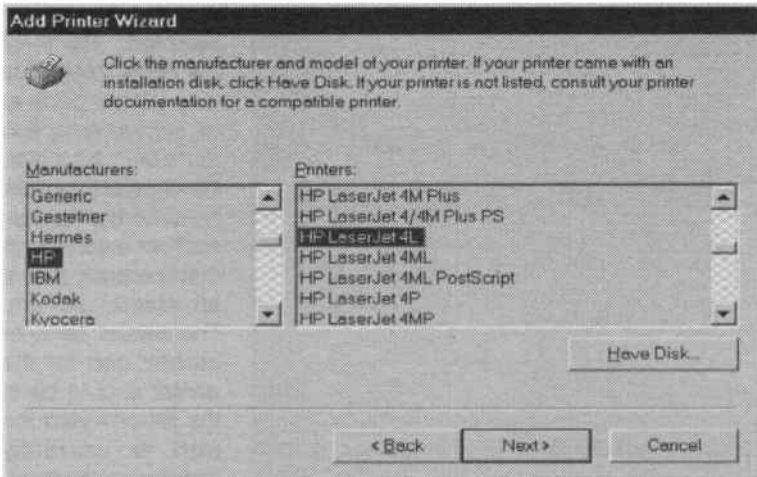 Add Printer Wizard
Click the manufacturer and model of your printer. If your printer came with an
installation disk, click Have Disk. If your printer is not listed, consult your printer
documentation for a compatible printer.
Manufacturers:
Generic
Gestetner
Hermes
HP
IBM
Kodak
Kyocera
Printers:
HP LaserJet 4M Plus
HP LaserJet 4/4M Plus PS
HP LaserJet 4L
HP LaserJet 4ML
HP LaserJet 4ML PostScript
HP LaserJet 4P
HP LaserJet 4MP
Have Disk...
< Back
Next >
Cancel